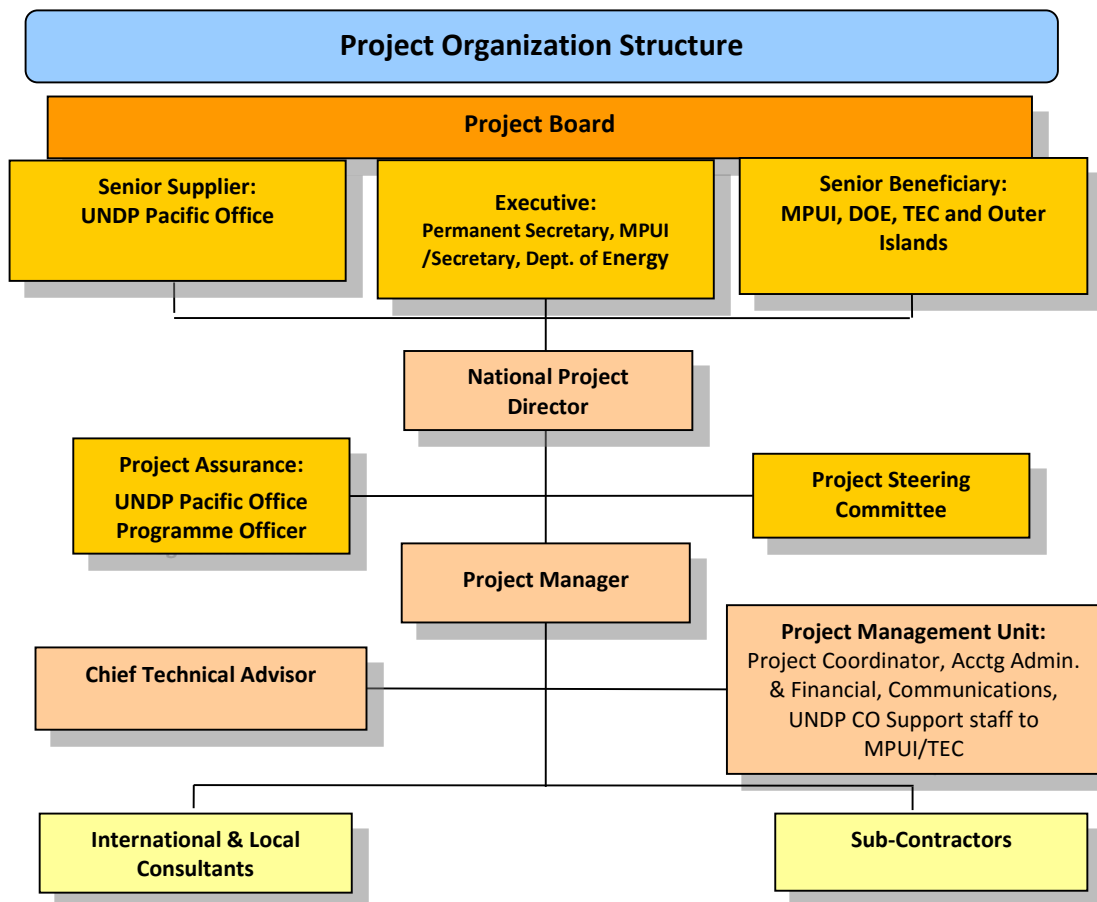 Project Organization Structure
Project Board
Senior Supplier:
UNDP Pacific Office
Executive:
Permanent Secretary, MPUI
/Secretary, Dept. of Energy
Senior Beneficiary:
MPUI, DOE, TEC and Outer
Islands
National Project
Director
Project Assurance:
UNDP Pacific Office
Programme Officer
Project Steering
Committee
Project Manager
Chief Technical Advisor
Project Management Unit:
Project Coordinator, Acctg Admin.
& Financial, Communications,
UNDP CO Support staff to
MPUI/TEC
International & Local
Consultants
Sub-Contractors